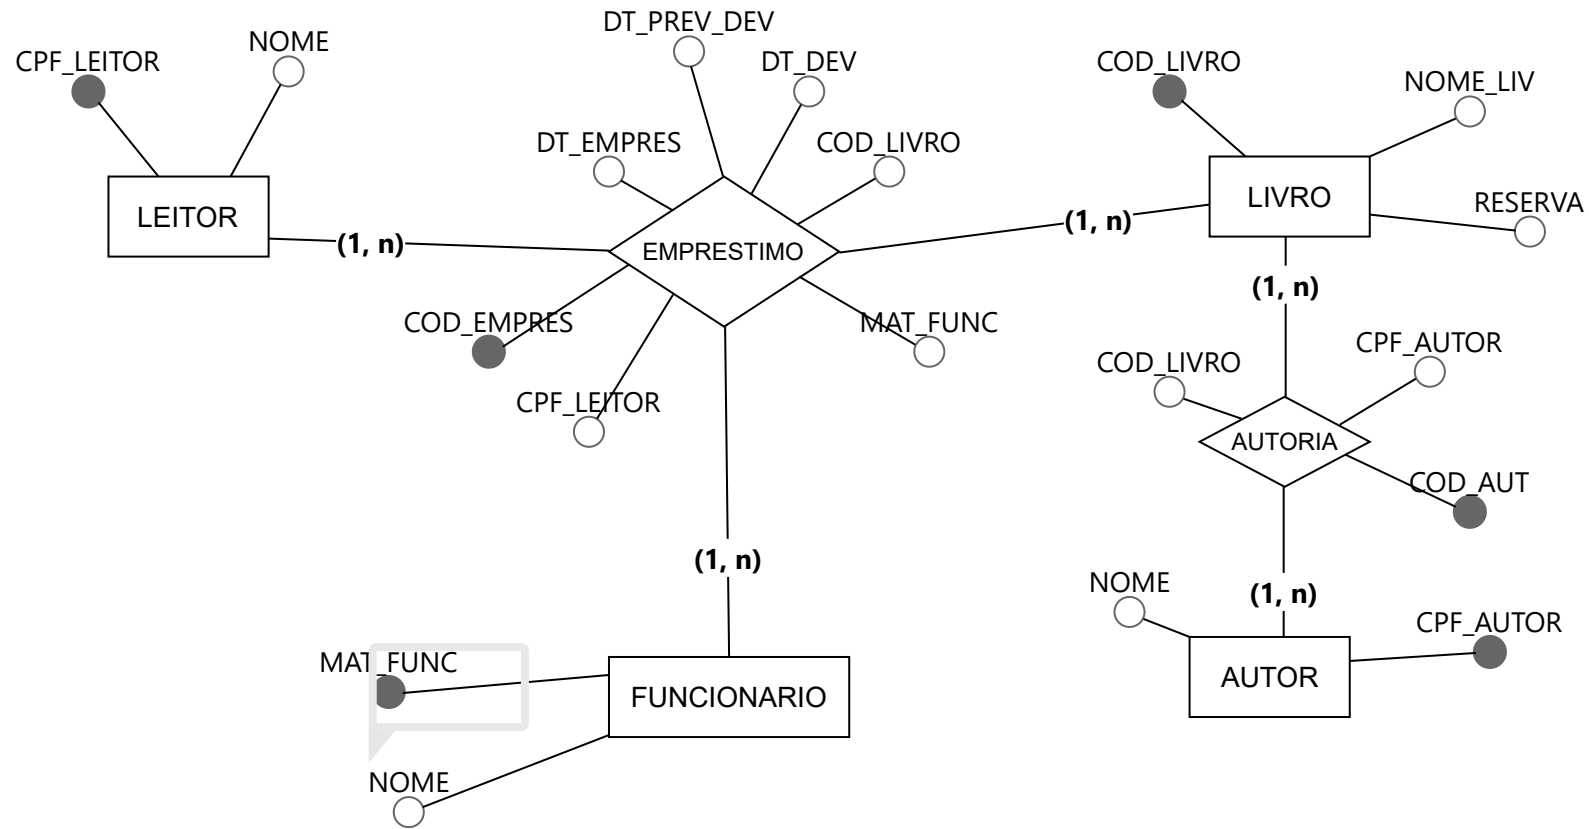 DT_PREV_DEV
NOME
CPF_LEITOR
DT_DEV
COD_LIVRO
NOME_LIV
DT_EMPRES
COD_LIVRO
LEITOR
LIVRO
RESERVA
(1, n)
EMPRESTIMO
(1, n)
(1, n)
COD_EMPRES
MAT_FUNC
CPF_AUTOR
COD_LIVRO
CPF_LEITOR
AUTORIA
COD_AUT
(1, n)
NOME
(1, n)
CPF_AUTOR
MAT_FUNC
FUNCIONARIO
AUTOR
NOME